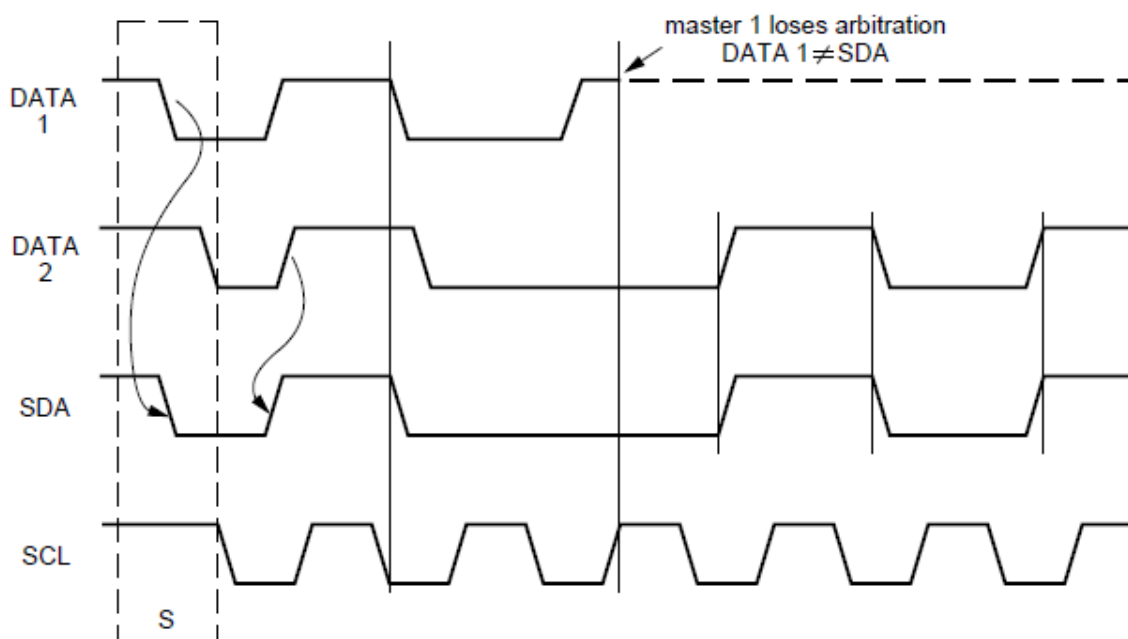 master 1 loses arbitration
DATA 1≠SDA
DATA
1
DATA
2
SDA
SCL
S